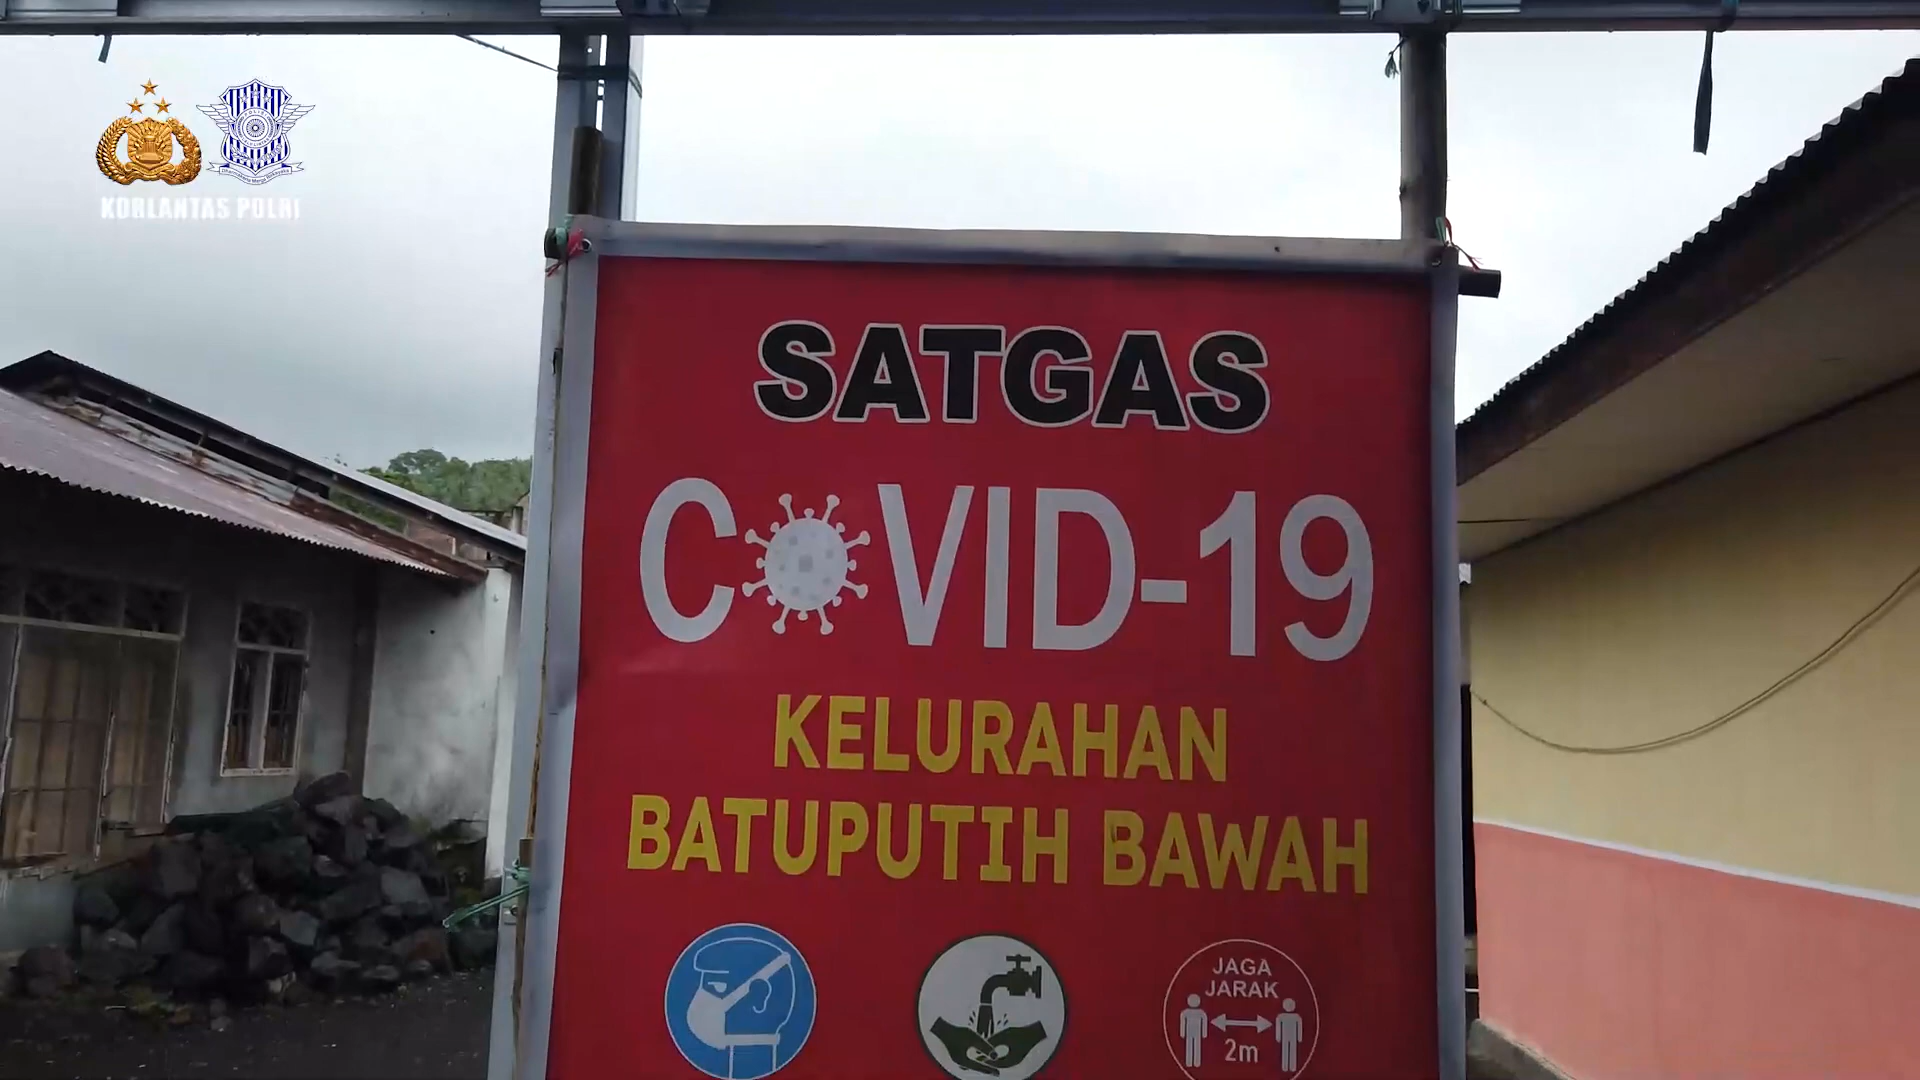 KORLANTAS POLRI
SATGAS
COVID-19
KELURAHAN
BATUPUTIH BAWAH
JAGA
JARAK
2m